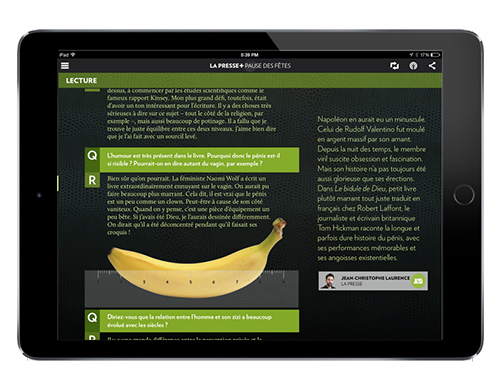 iPad
5:39 PM
17%
LA PRESSE+ PAUSE DES FÊTES
LECTURE
dessus, à commencer par les études scientifiques comme le
fameux rapport Kinsey. Mon plus grand défi, toutefois, était
d'avoir un ton intéressant pour l'écriture. Il y a des choses très
sérieuses à dire sur ce sujet – tout le côté de la religion, par
exemple –, mais aussi beaucoup de potinage. Il a fallu que je
trouve le juste équilibre entre ces deux niveaux. J'aime bien dire
que je l'ai fait avec un sourcil levé.
Q L'humour est très présent dans le livre. Pourquoi donc le pénis est-il
si risible ? Pourrait-on en dire autant du vagin, par exemple ?
R Bien sûr qu'on pourrait. La féministe Naomi Wolf a écrit un
livre extraordinairement ennuyant sur le vagin. On aurait pu
faire beaucoup plus marrant. Cela dit, il est vrai que le pénis
est un peu comme un clown. Peut-être à cause de son côté
vaniteux. Quand on y pense, c'est une pièce d'équipement un
peu bête. Si j'avais été Dieu, je l'aurais dessinée différemment.
On dirait qu'il a été déconcentré pendant qu'il faisait ses
croquis !
1 2 3 4 5 6 7 8 9
Q Diriez-vous que la relation entre l'homme et son zizi a beaucoup
évolué avec les siècles ?
R
Napoléon en aurait eu un minuscule.
Celui de Rudolf Valentino fut moulé
en argent massif par son amant.
Depuis la nuit des temps, le membre
viril suscite obsession et fascination.
Mais son histoire n'a pas toujours été
aussi glorieuse que ses érections.
Dans Le bidule de Dieu, petit livre
plutôt marrant tout juste traduit en
français chez Robert Laffont, le
journaliste et écrivain britannique
Tom Hickman raconte la longue et
parfois dure histoire du pénis, avec
ses performances mémorables et
ses angoisses existentielles.
JEAN-CHRISTOPHE LAURENCE
LA PRESSE